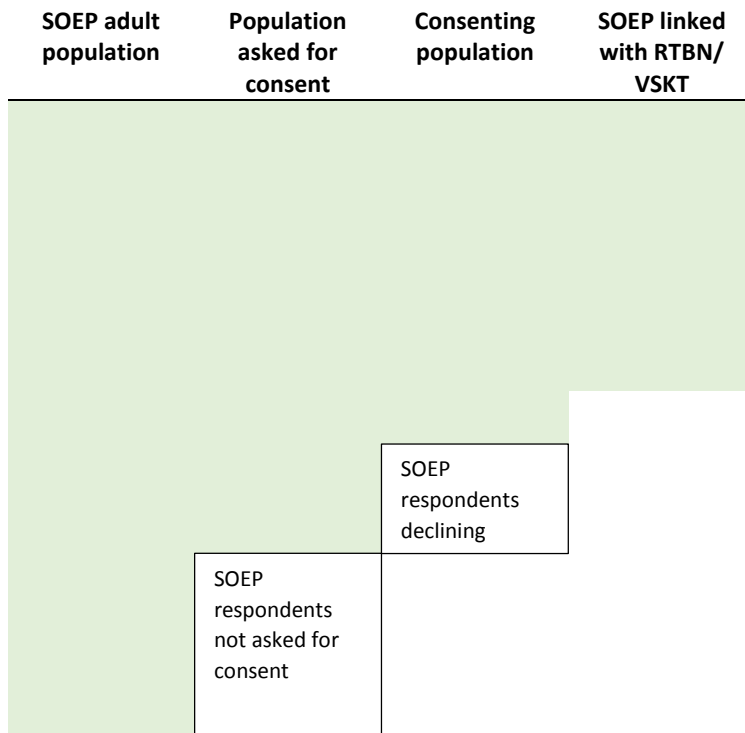 SOEP adult
population
Population
asked for
consent
Consenting
population
SOEP linked
with RTBN/
VSKT
SOEP
respondents
declining
SOEP
respondents
not asked for
consent